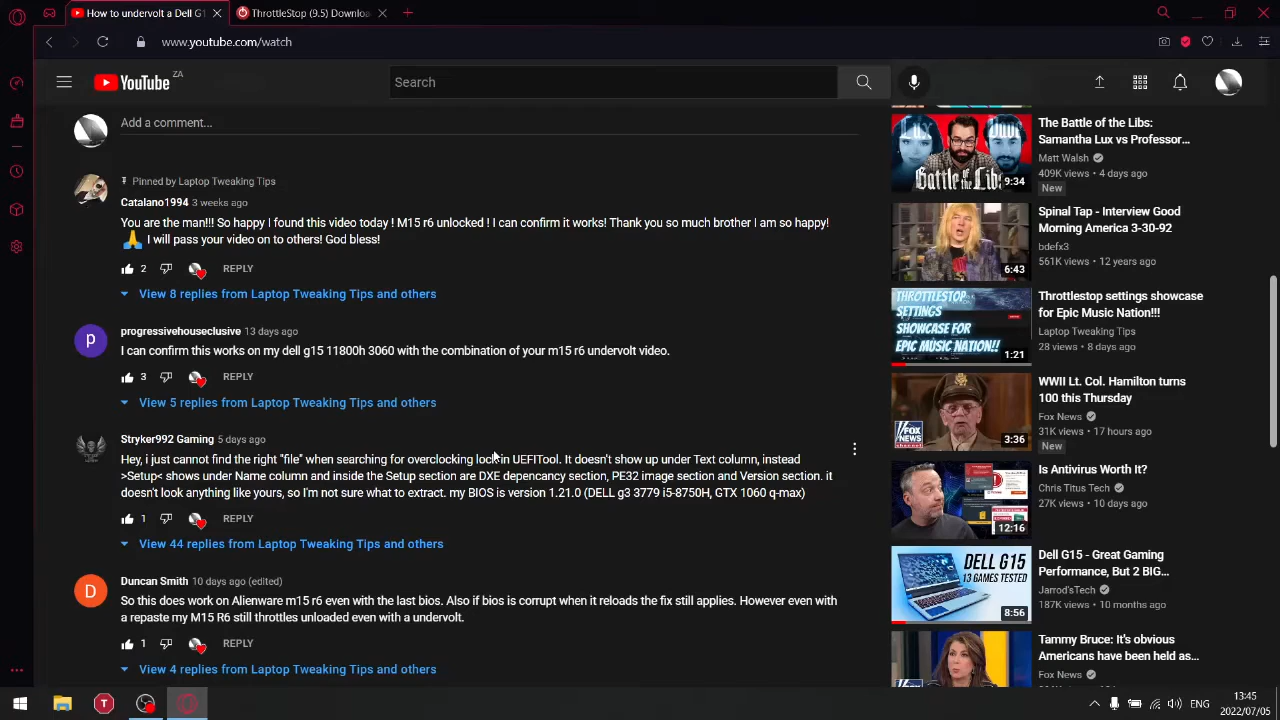 How to undervolt a Dell G1
ThrottleStop (9.5) Downloa
www.youtube.com/watch
YouTube ZA
Search
Add a comment...
Pinned by Laptop Tweaking Tips
Catalano1994 3 weeks ago
You are the man!!! So happy I found this video today ! M15 r6 unlocked ! I can confirm it works! Thank you so much brother I am so happy!
🙏 I will pass your video on to others! God bless!
2 REPLY
View 8 replies from Laptop Tweaking Tips and others
p
progressivehouseclusive 13 days ago
I can confirm this works on my dell g15 11800h 3060 with the combination of your m15 r6 undervolt video.
3 REPLY
View 5 replies from Laptop Tweaking Tips and others
Stryker992 Gaming 5 days ago
Hey, i just cannot find the right "file" when searching for overclocking lock in UEFITool. It doesn't show up under Text column, instead
>Setup< shows up under Name column and inside the Setup section are DXE dependency section, PE32 image section and Version section. it
doesn't look anything like yours, so i'm not sure what to extract. my BIOS is version 1.21.0 (DELL g3 3779 i5-8750H GTX 1060 q-max)
1 REPLY
View 44 replies from Laptop Tweaking Tips and others
D
Duncan Smith 10 days ago (edited)
So this does work on Alienware m15 r6 even with the last bios. Also if bios is corrupt when it reloads the fix still applies. However even with
a repaste my M15 R6 still throttles like mad even with a undervolt.
1 REPLY
View 4 replies from Laptop Tweaking Tips and others
Battle of the Libs
9:34
The Battle of the Libs:
Samantha Lux vs Professor...
Matt Walsh
409K views • 4 days ago
New
6:43
Spinal Tap - Interview Good
Morning America 3-30-92
bdefx3
561K views • 12 years ago
THROTTLESTOP
SETTINGS
SHOWCASE FOR
EPIC MUSIC NATION!!
1:21
Throttlestop settings showcase
for Epic Music Nation!!!
Laptop Tweaking Tips
28 views • 8 days ago
FOX
NEWS
channel
3:36
WWII Lt. Col. Hamilton turns
100 this Thursday
Fox News
31K views • 17 hours ago
New
12:16
Is Antivirus Worth It?
Chris Titus Tech
27K views • 10 days ago
DELL G15
13 GAMES TESTED
8:56
Dell G15 - Great Gaming
Performance, But 2 BIG...
Jarrod'sTech
187K views • 10 months ago
Tammy Bruce: It's obvious
Americans have been held as...
Fox News
T
ENG
13:45
2022/07/05